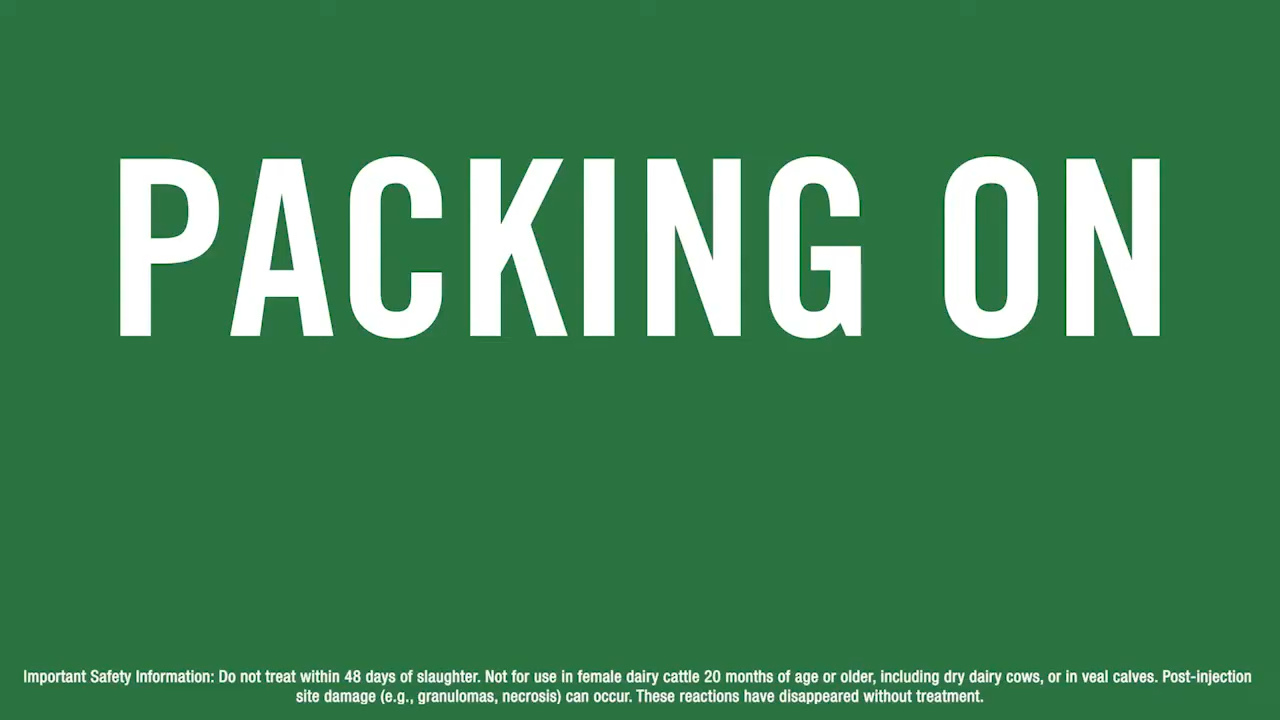 PACKING ON
Important Safety Information: Do not treat within 48 days of slaughter. Not for use in female dairy cattle 20 months of age or older, including dry dairy cows, or in veal calves. Post-injection
site damage (e.g., granulomas, necrosis) can occur. These reactions have disappeared without treatment.